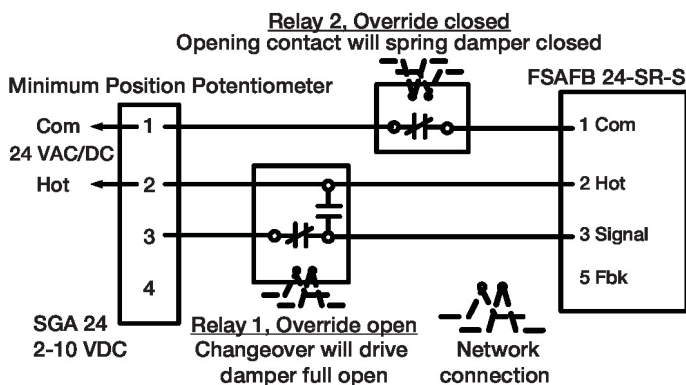 Relay 2, Override closed
Opening contact will spring damper closed
Minimum Position Potentiometer
FSAFB 24-SR-S
Com 1 1 Com
24 VAC/DC
Hot 2 2 Hot
3 3 Signal
4 5 Fbk
SGA 24
2-10 VDC
Relay 1, Override open
Changeover will drive
damper full open
Network
connection